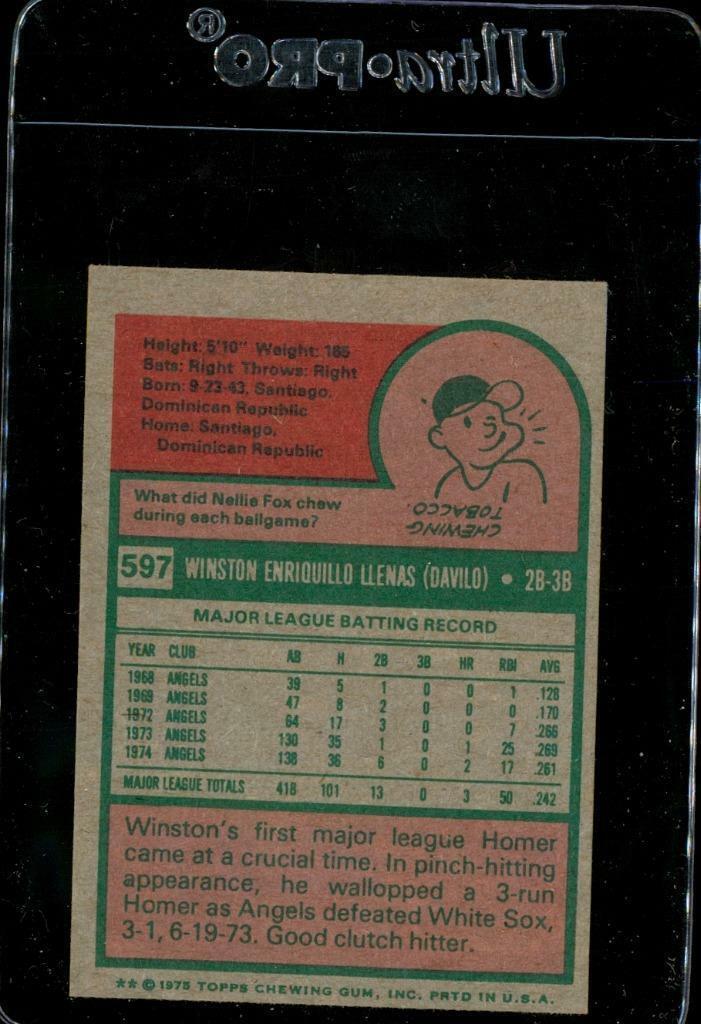 Ultra•PRO®
Height: 5'10" Weight: 185
Bats: Right Throws: Right
Born: 9-23-43, Santiago,
Dominican Republic
Home: Santiago,
Dominican Republic
What did Nellie Fox chew
during each ballgame?
CHEWING
TOBACCO.
597 WINSTON ENRIQUILLO LLENAS (DAVILO) • 2B-3B
MAJOR LEAGUE BATTING RECORD
YEAR CLUB AB H 2B 3B HR RBI AVG
1968 ANGELS 39 5 1 0 0 1 .128
1969 ANGELS 47 8 2 0 0 0 .170
1972 ANGELS 64 17 3 0 0 7 .266
1973 ANGELS 130 35 1 0 1 25 .269
1974 ANGELS 138 36 6 0 2 17 .261
MAJOR LEAGUE TOTALS 418 101 13 0 3 50 .242
Winston's first major league Homer
came at a crucial time. In pinch-hitting
appearance, he wallopped a 3-run
Homer as Angels defeated White Sox,
3-1, 6-19-73. Good clutch hitter.
** © 1975 TOPPS CHEWING GUM, INC. PRTD IN U.S.A.